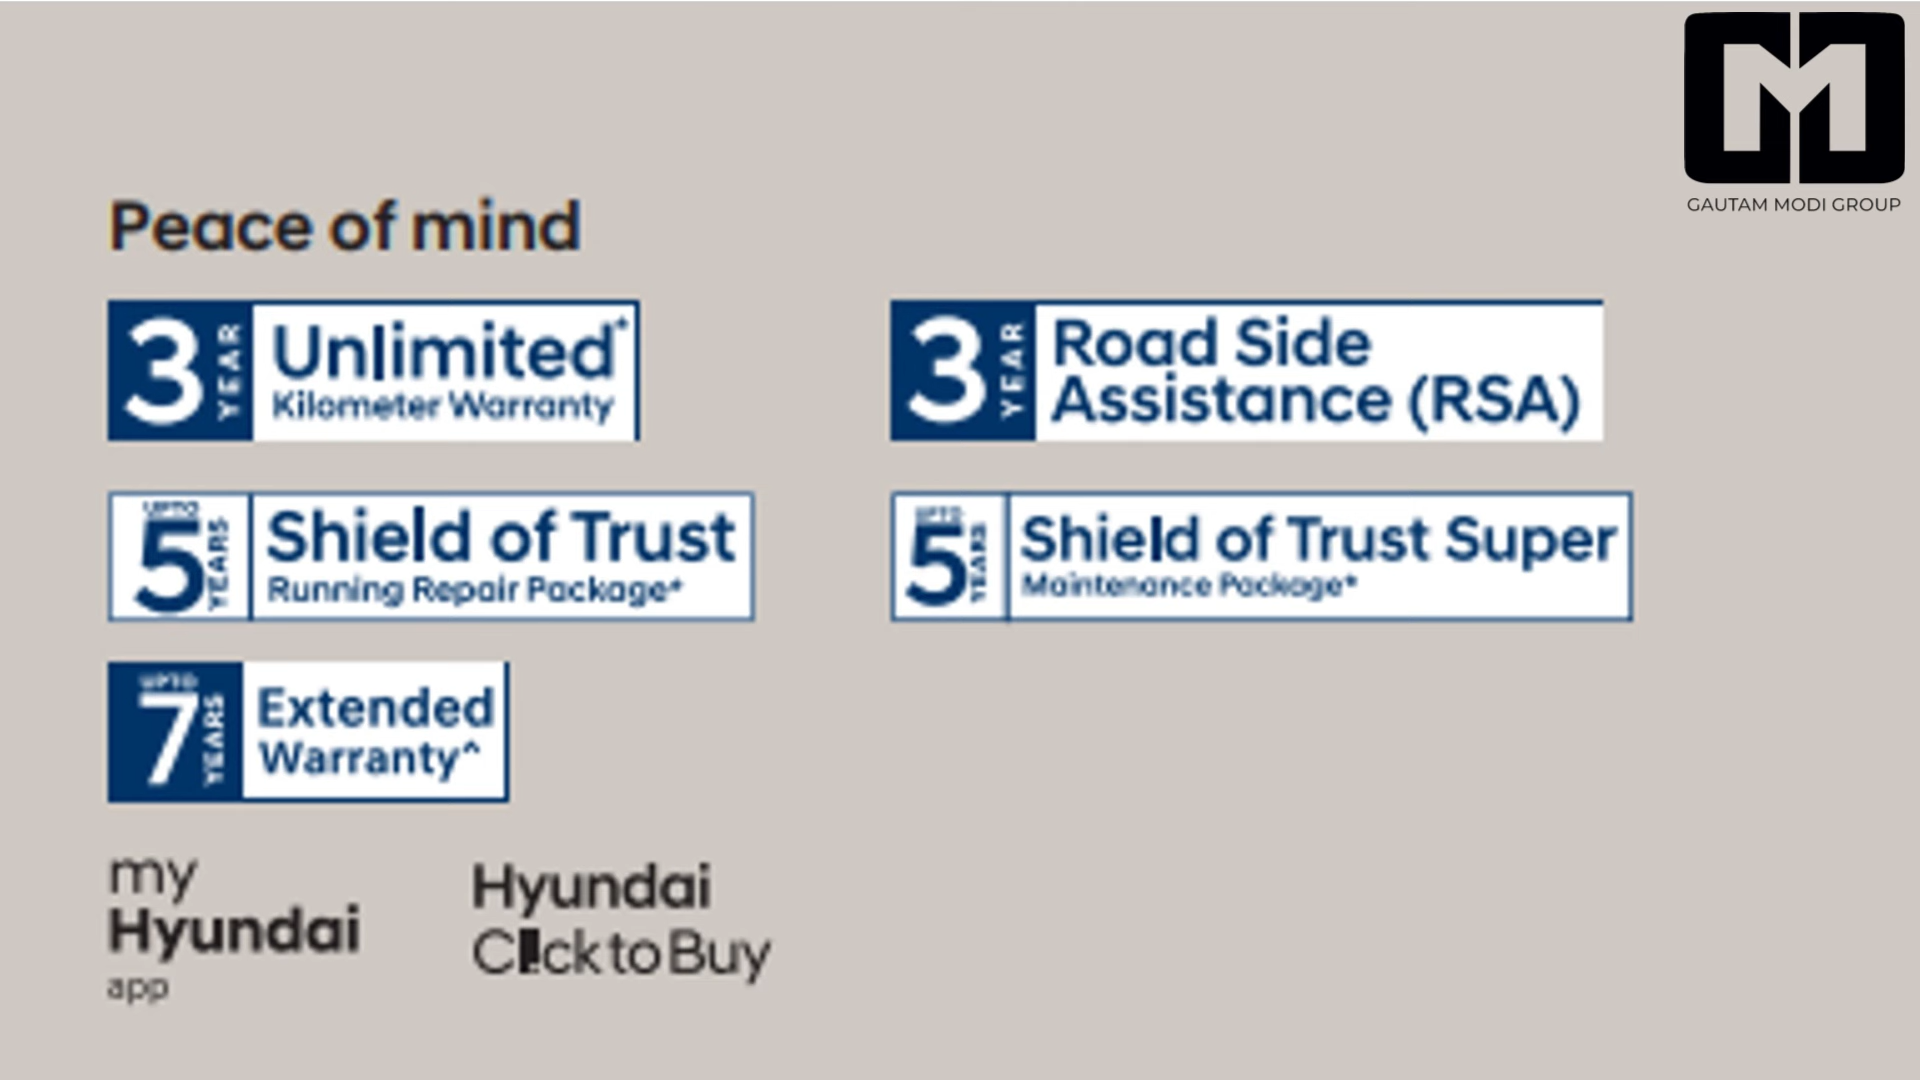 GAUTAM MODI GROUP
Peace of mind
3 YEAR
Unlimited*
Kilometer Warranty
3 YEAR
Road Side
Assistance (RSA)
UPTO
5 YEARS
Shield of Trust
Running Repair Package*
UPTO
5 YEARS
Shield of Trust Super
Maintenance Package*
UPTO
7 YEARS
Extended
Warranty^
my
Hyundai
app
Hyundai
Click to Buy